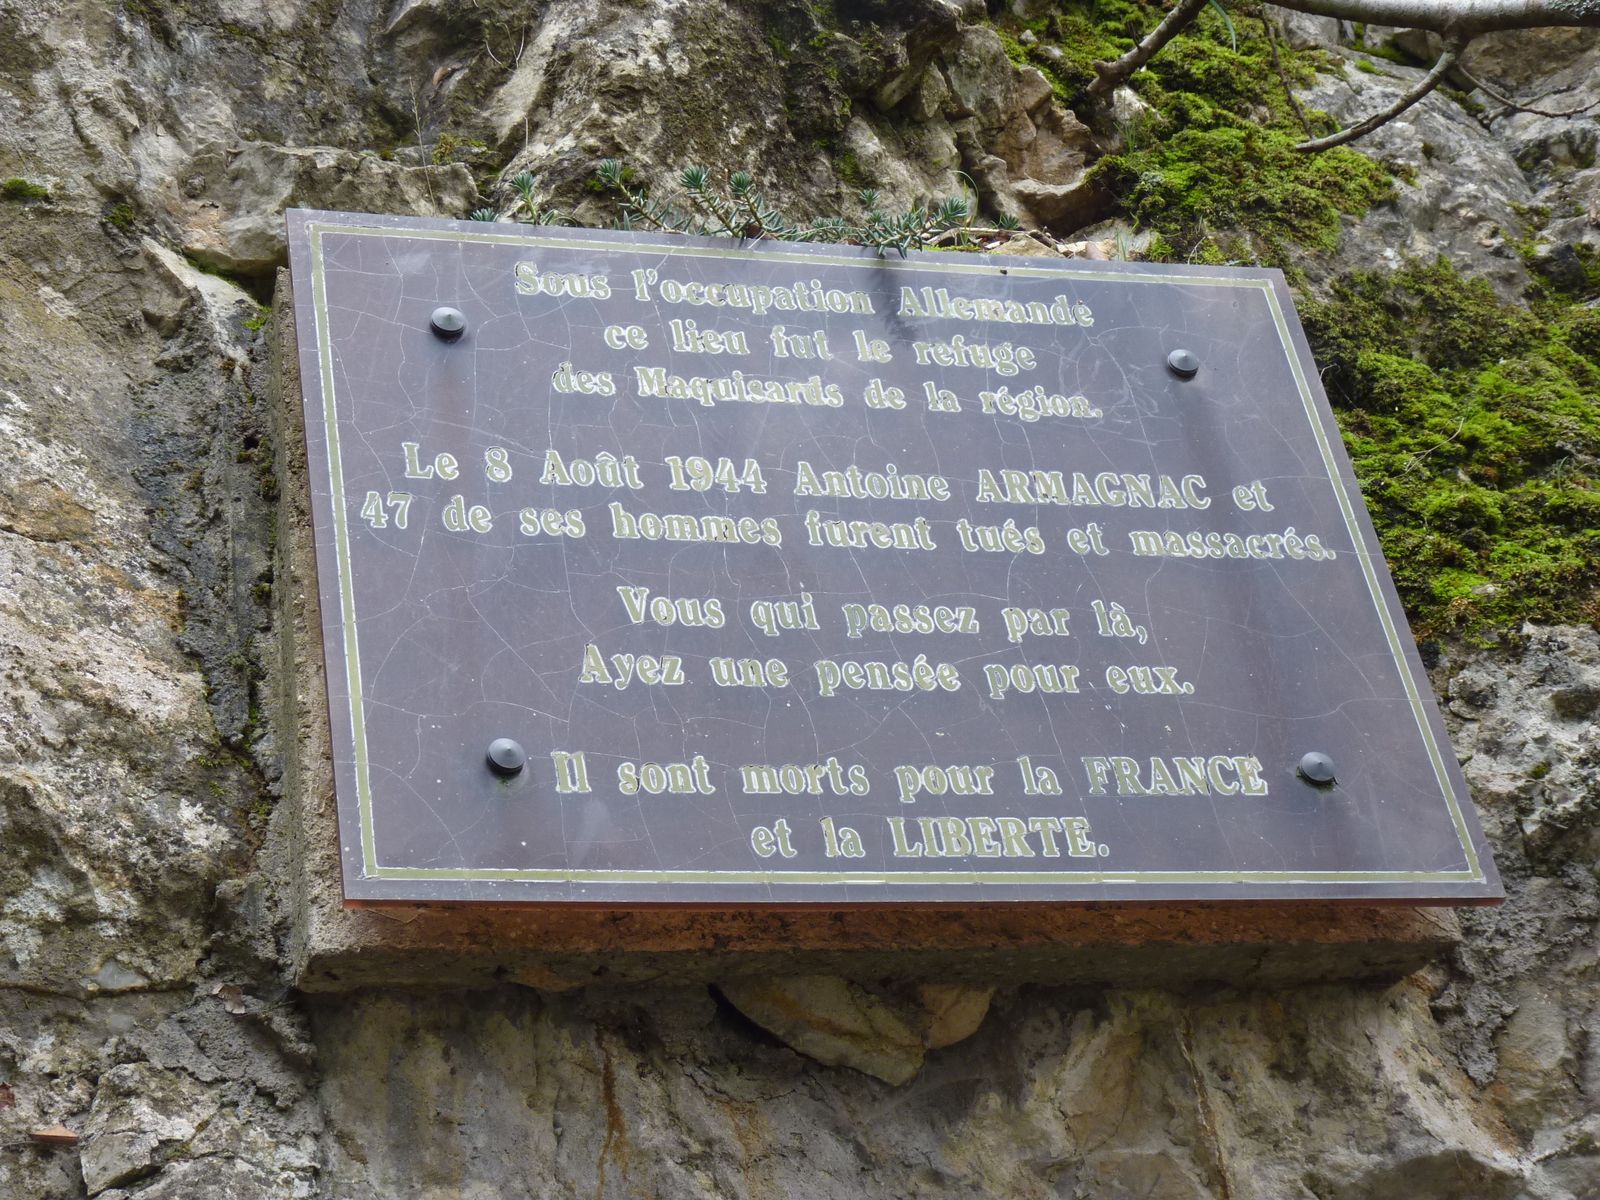 Sous l'occupation Allemande
ce lieu fut le refuge
des Maquisards de la région.
Le 8 Août 1944 Antoine ARMAGNAC et
47 de ses hommes furent tués et massacrés.
Vous qui passez par là,
Ayez une pensée pour eux.
Il sont morts pour la FRANCE
et la LIBERTE.